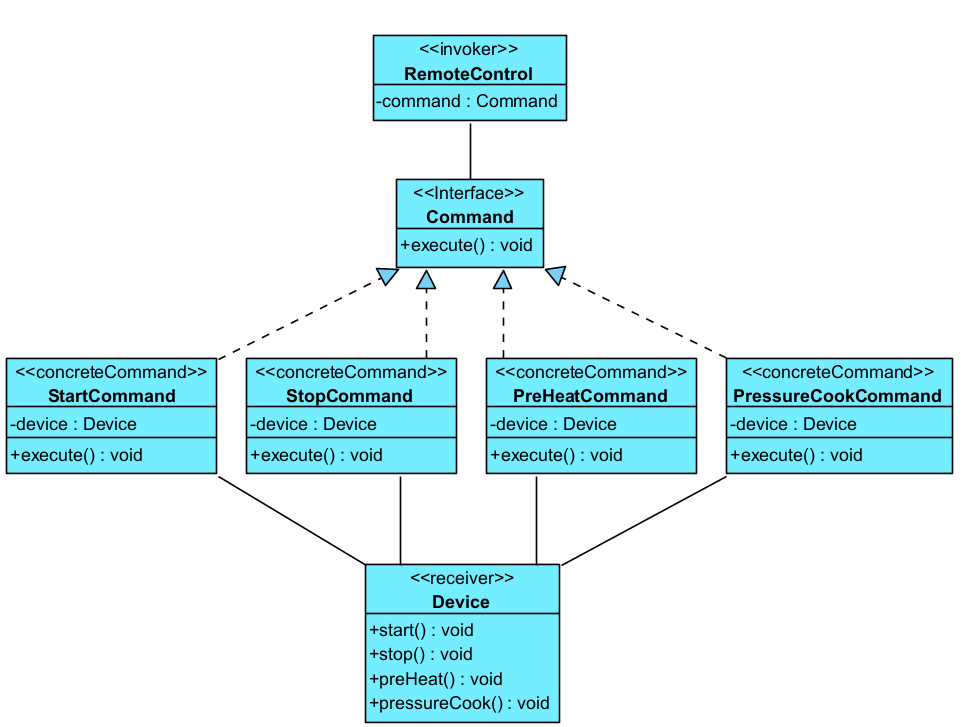 <<invoker>>
RemoteControl
-command : Command
<<Interface>>
Command
+execute() : void
<<concreteCommand>>
StartCommand
-device : Device
+execute() : void
<<concreteCommand>>
StopCommand
-device : Device
+execute() : void
<<concreteCommand>>
PreHeatCommand
-device : Device
+execute() : void
<<concreteCommand>>
PressureCookCommand
-device : Device
+execute() : void
<<receiver>>
Device
+start() : void
+stop() : void
+preHeat() : void
+pressureCook() : void